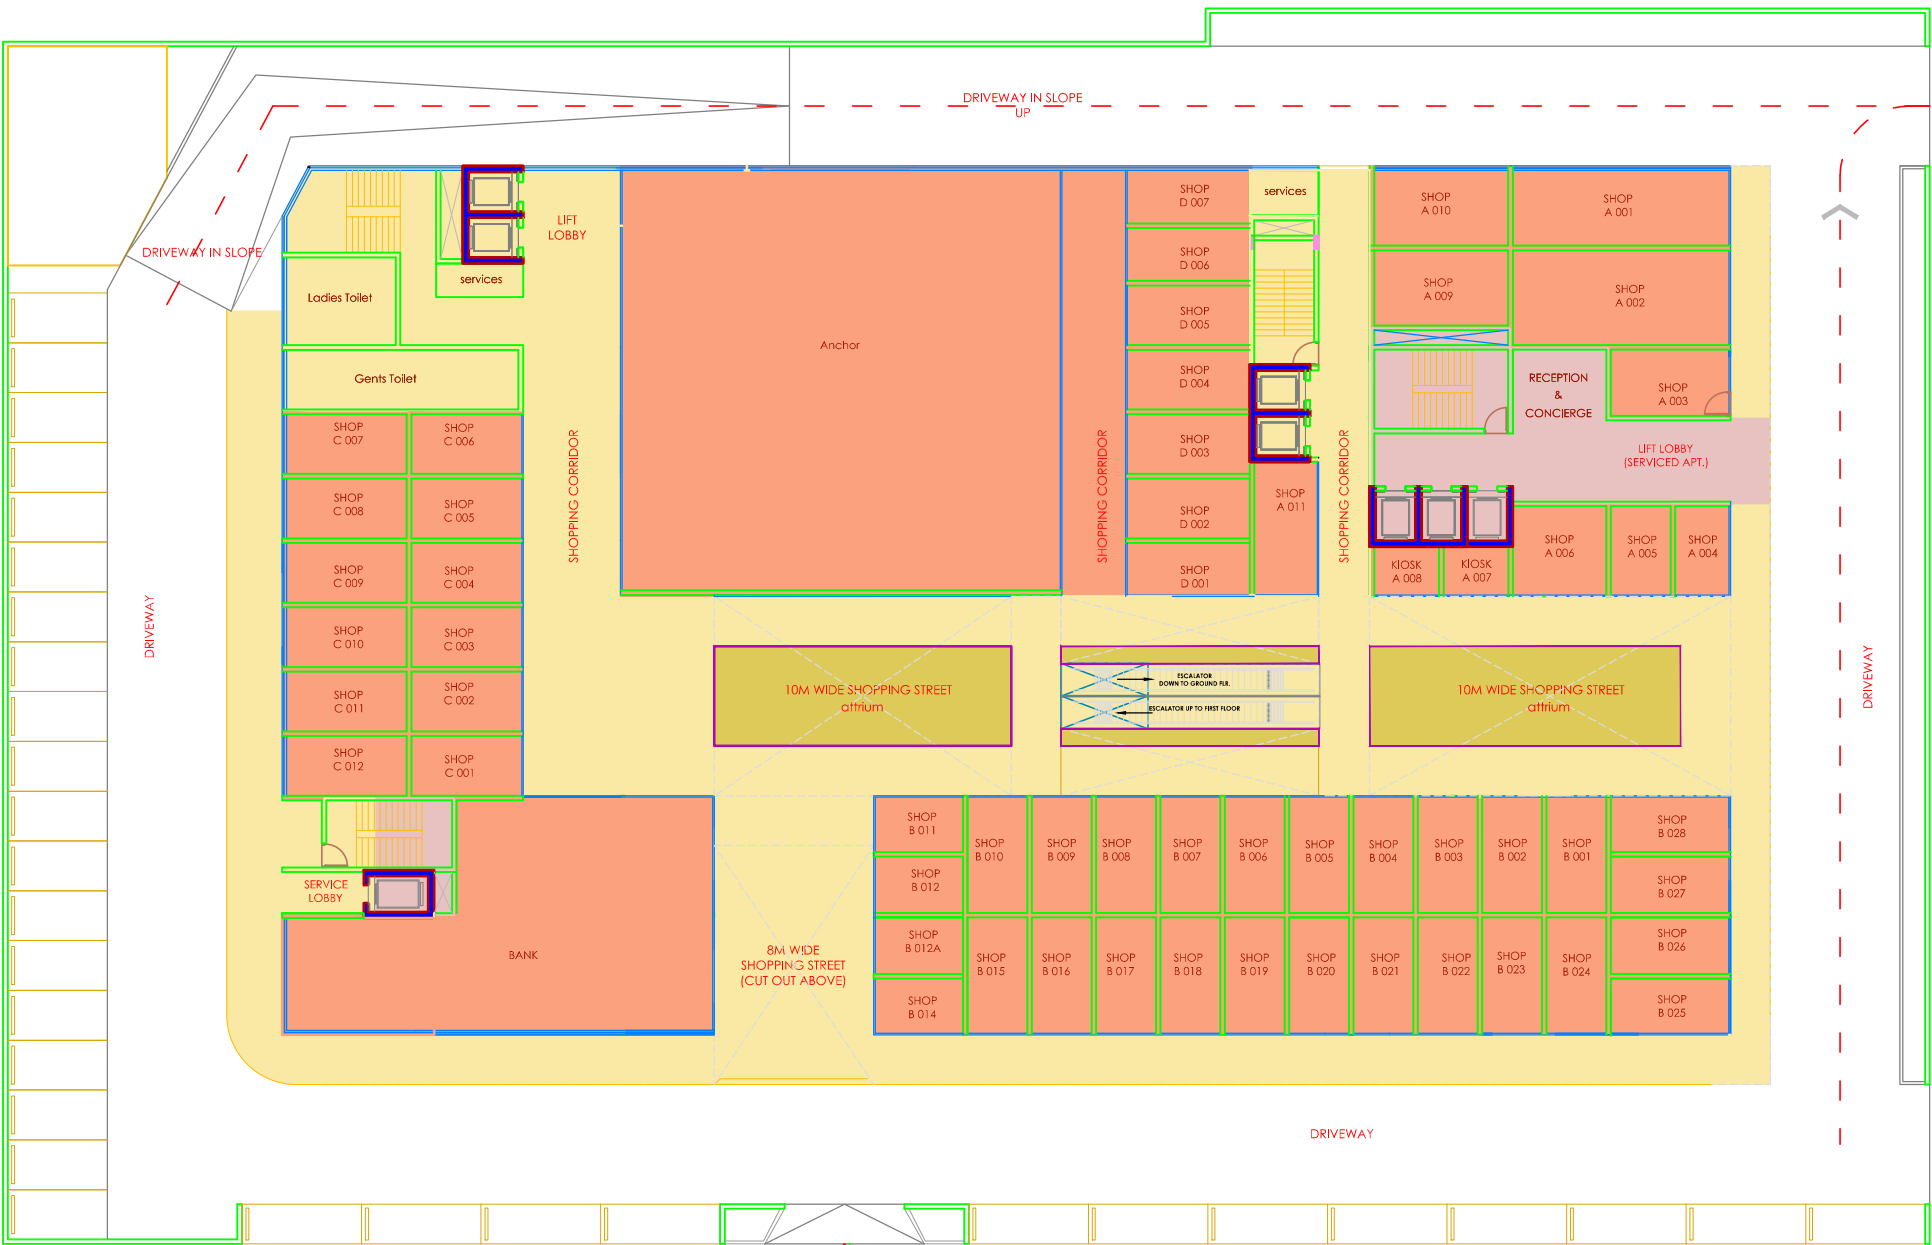 DRIVEWAY IN SLOPE
UP
DRIVEWAY IN SLOPE
LIFT
LOBBY
services
Ladies Toilet
Gents Toilet
Anchor
SHOP
D 007
SHOP
D 006
SHOP
D 005
SHOP
D 004
SHOP
D 003
SHOP
D 002
SHOP
D 001
services
SHOP
A 010
SHOP
A 001
SHOP
A 009
SHOP
A 002
RECEPTION
&
CONCIERGE
SHOP
A 003
LIFT LOBBY
(SERVICED APT.)
SHOP
A 011
KIOSK
A 008
KIOSK
A 007
SHOP
A 006
SHOP
A 005
SHOP
A 004
SHOPPING CORRIDOR
SHOPPING CORRIDOR
SHOPPING CORRIDOR
SHOP
C 007
SHOP
C 006
SHOP
C 008
SHOP
C 005
SHOP
C 009
SHOP
C 004
SHOP
C 010
SHOP
C 003
SHOP
C 011
SHOP
C 002
SHOP
C 012
SHOP
C 001
DRIVEWAY
10M WIDE SHOPPING STREET
attrium
ESCALATOR
DOWN TO GROUND FLR.
ESCALATOR UP TO FIRST FLOOR
10M WIDE SHOPPING STREET
attrium
DRIVEWAY
SERVICE
LOBBY
BANK
8M WIDE
SHOPPING STREET
(CUT OUT ABOVE)
SHOP
B 011
SHOP
B 012
SHOP
B 012A
SHOP
B 014
SHOP
B 010
SHOP
B 009
SHOP
B 008
SHOP
B 007
SHOP
B 006
SHOP
B 005
SHOP
B 004
SHOP
B 003
SHOP
B 002
SHOP
B 001
SHOP
B 028
SHOP
B 027
SHOP
B 015
SHOP
B 016
SHOP
B 017
SHOP
B 018
SHOP
B 019
SHOP
B 020
SHOP
B 021
SHOP
B 022
SHOP
B 023
SHOP
B 024
SHOP
B 026
SHOP
B 025
DRIVEWAY